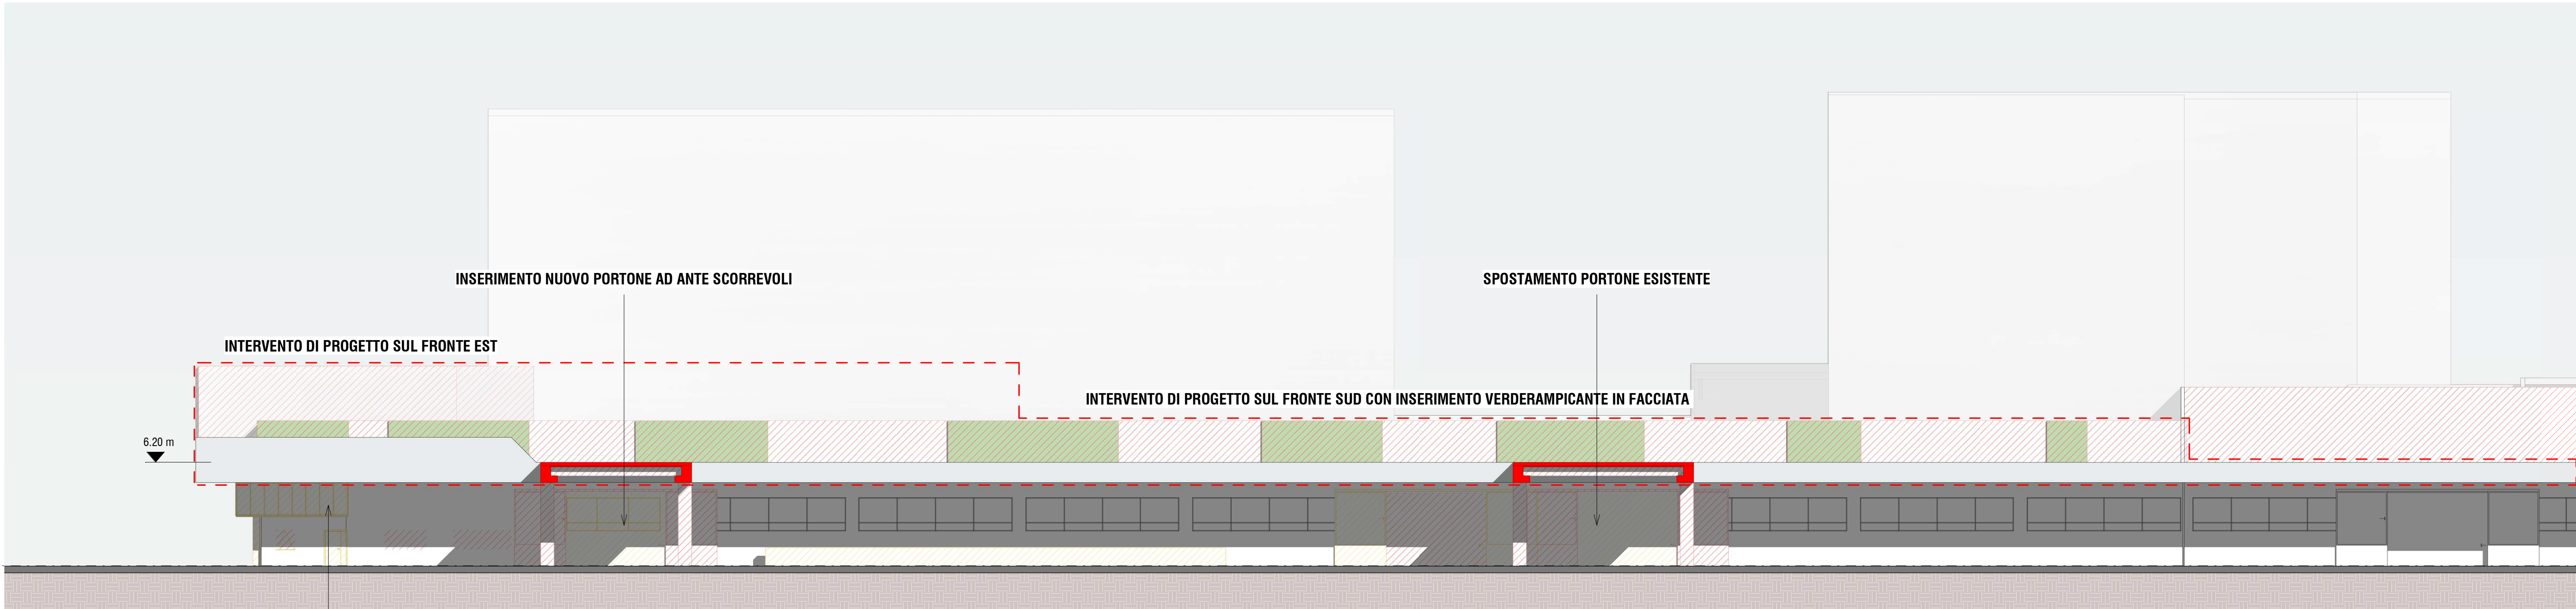 INSERIMENTO NUOVO PORTONE AD ANTE SCORREVOLI
SPOSTAMENTO PORTONE ESISTENTE
INTERVENTO DI PROGETTO SUL FRONTE EST
INTERVENTO DI PROGETTO SUL FRONTE SUD CON INSERIMENTO VERDERAMPICANTE IN FACCIATA
6.20 m